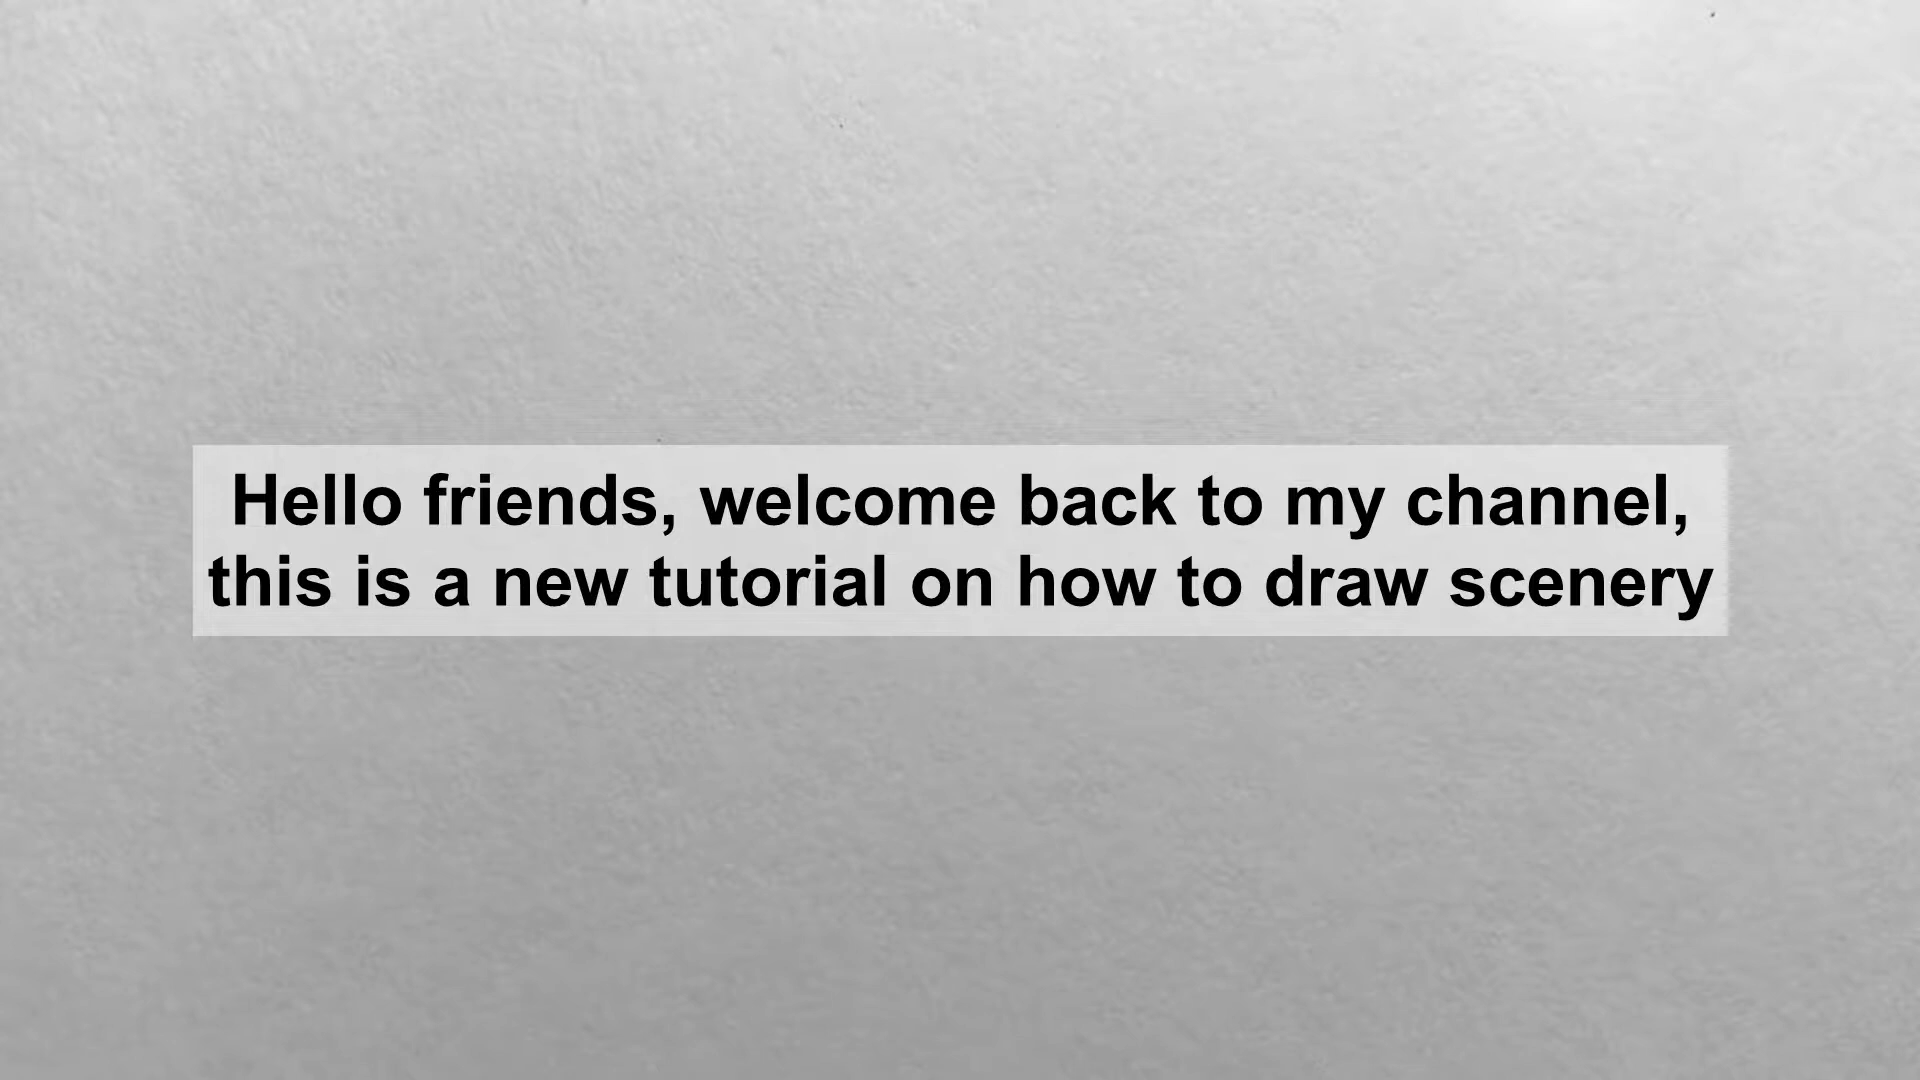 Hello friends, welcome back to my channel,
this is a new tutorial on how to draw scenery